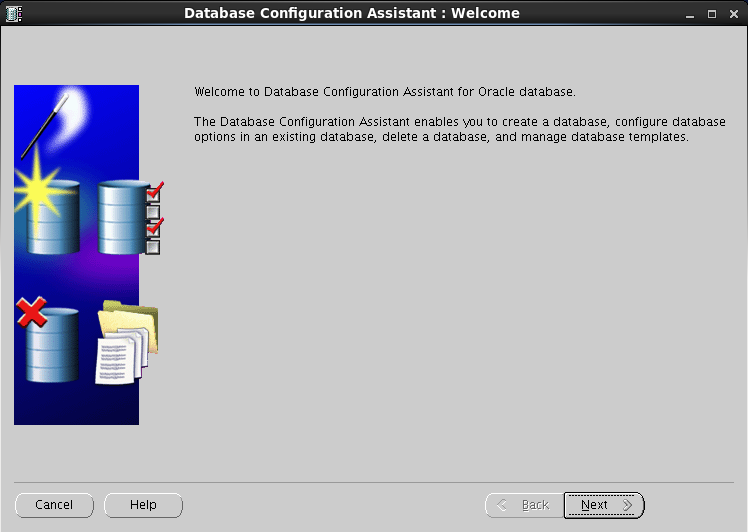 Database Configuration Assistant : Welcome
Welcome to Database Configuration Assistant for Oracle database.
The Database Configuration Assistant enables you to create a database, configure database
options in an existing database, delete a database, and manage database templates.
Cancel
Help
Back
Next